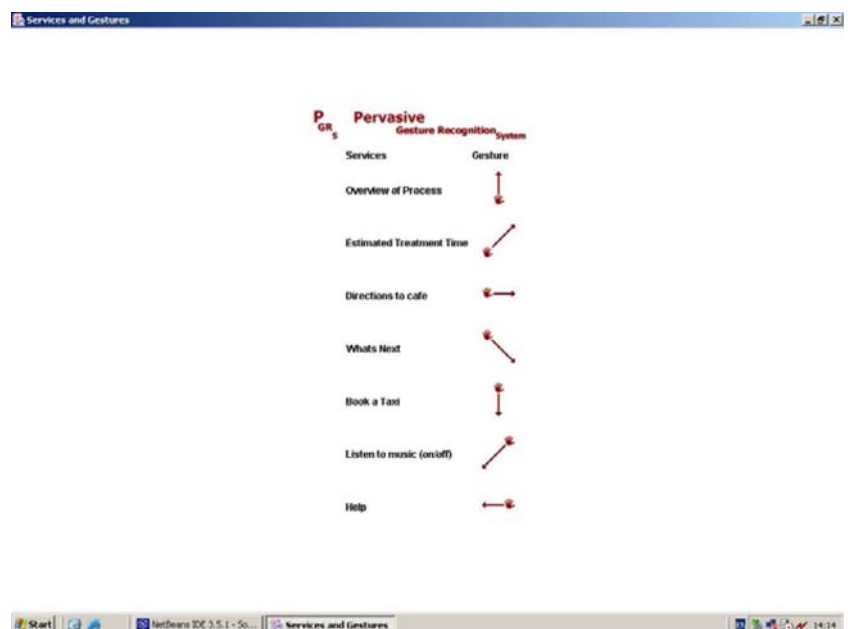 Services and Gestures
Pervasive
PGRS Gesture Recognition System
Services Gesture
Overview of Process
Estimated Treatment Time
Directions to cafe
Whats Next
Book a Taxi
Listen to music (on/off)
Help
Start NetBeans IDE 3.5.1 - So... Services and Gestures 14:14